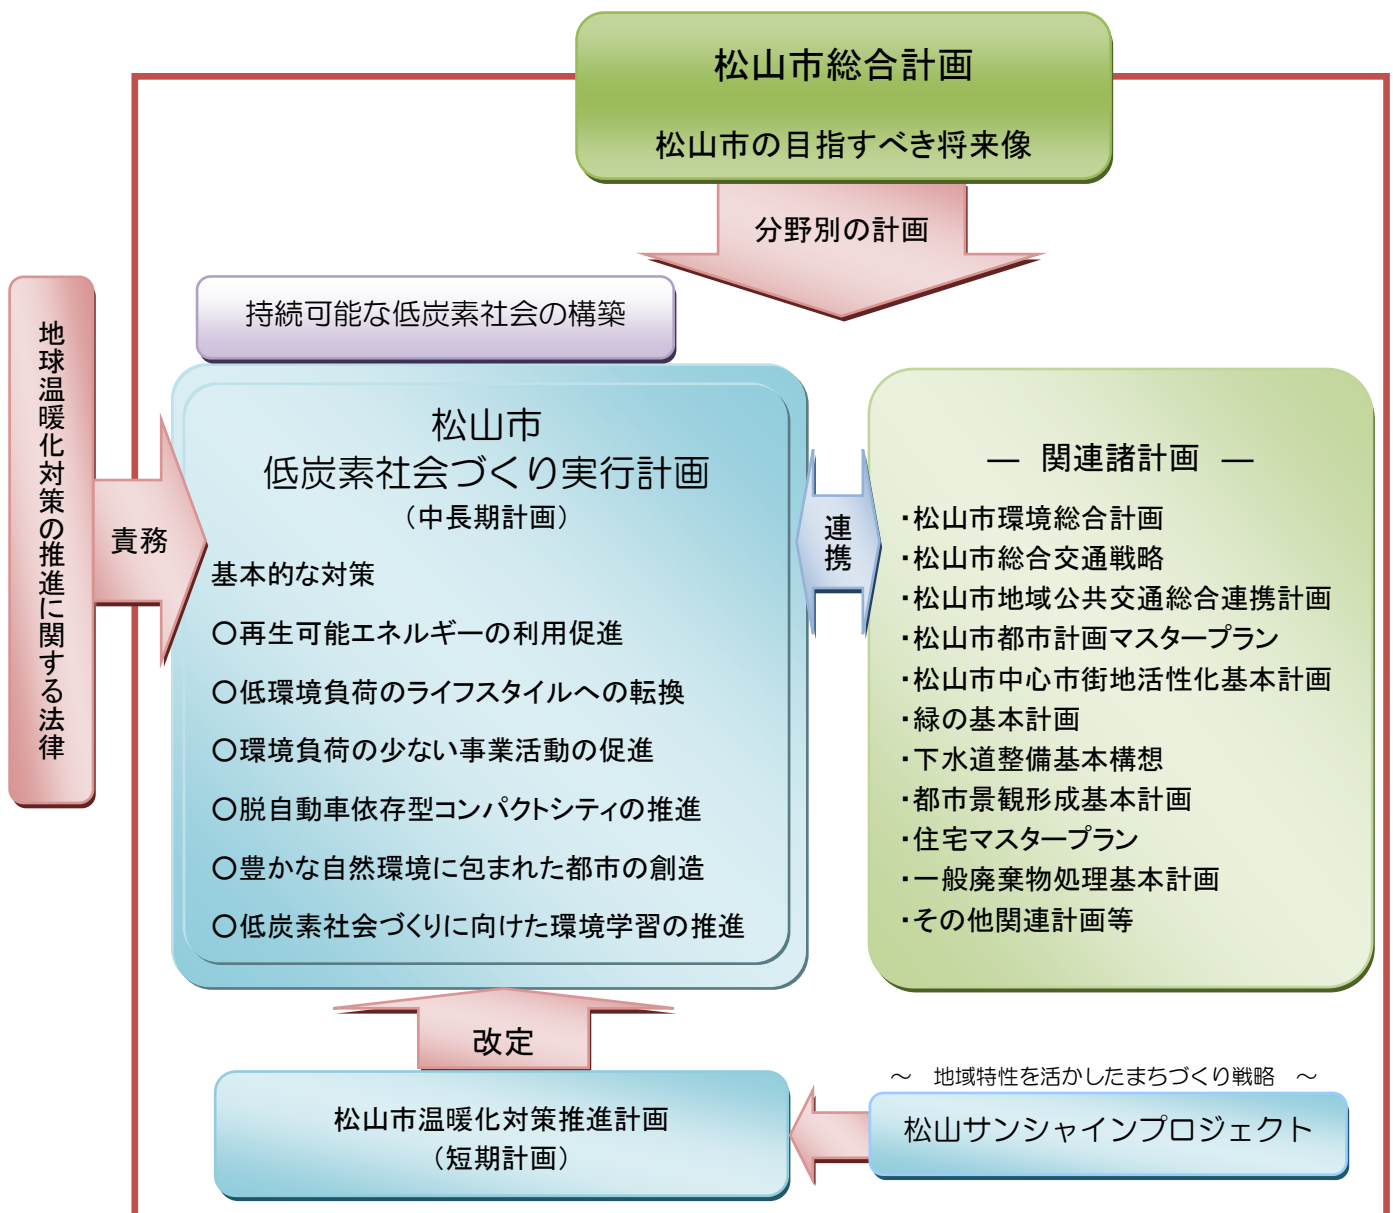 松山市総合計画
松山市の目指すべき将来像
分野別の計画
地球温暖化対策の推進に関する法律
責務
持続可能な低炭素社会の構築
松山市
低炭素社会づくり実行計画
（中長期計画）
基本的な対策
〇再生可能エネルギーの利用促進
〇低環境負荷のライフスタイルへの転換
〇環境負荷の少ない事業活動の促進
〇脱自動車依存型コンパクトシティの推進
〇豊かな自然環境に包まれた都市の創造
〇低炭素社会づくりに向けた環境学習の推進
連携
― 関連諸計画 ―
・松山市環境総合計画
・松山市総合交通戦略
・松山市地域公共交通総合連携計画
・松山市都市計画マスタープラン
・松山市中心市街地活性化基本計画
・緑の基本計画
・下水道整備基本構想
・都市景観形成基本計画
・住宅マスタープラン
・一般廃棄物処理基本計画
・その他関連計画等
改定
松山市温暖化対策推進計画
（短期計画）
～ 地域特性を活かしたまちづくり戦略 ～
松山サンシャインプロジェクト